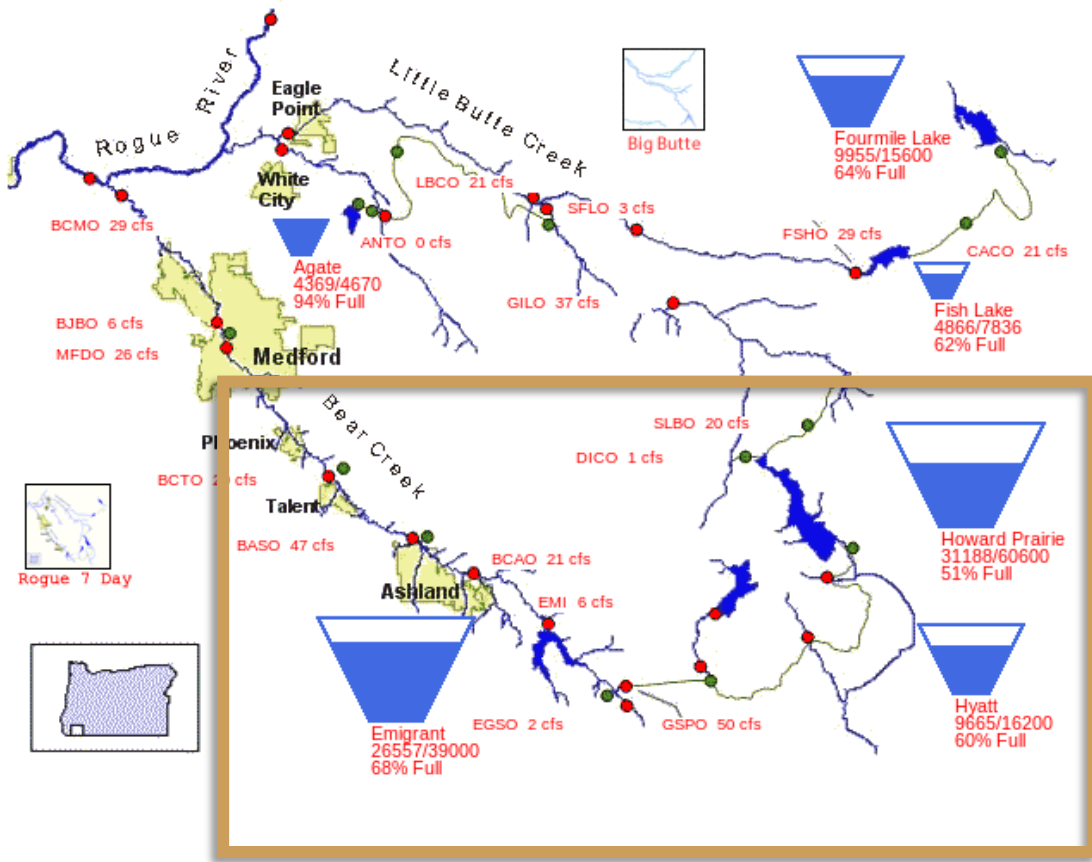 Rogue River
Rogue
Eagle
Point
Little Butte Creek
Big Butte
Fourmile Lake
9955/15600
64% Full
White
City
LBCO 21 cfs
SFLO 3 cfs
BCMO 29 cfs
ANTO 0 cfs
FSHO 29 cfs
CACO 21 cfs
Agate
4369/4670
94% Full
GILO 37 cfs
Fish Lake
4866/7836
62% Full
BJBO 6 cfs
MFDO 26 cfs
Medford
Bear Creek
SLBO 20 cfs
Phoenix
DICO 1 cfs
BCTO
Talent
BASO 47 cfs
Howard Prairie
31188/60600
51% Full
BCAO 21 cfs
Rogue 7 Day
Ashland
EMI 6 cfs
EGSO 2 cfs
GSPO 50 cfs
Hyatt
9665/16200
60% Full
Emigrant
26557/39000
68% Full